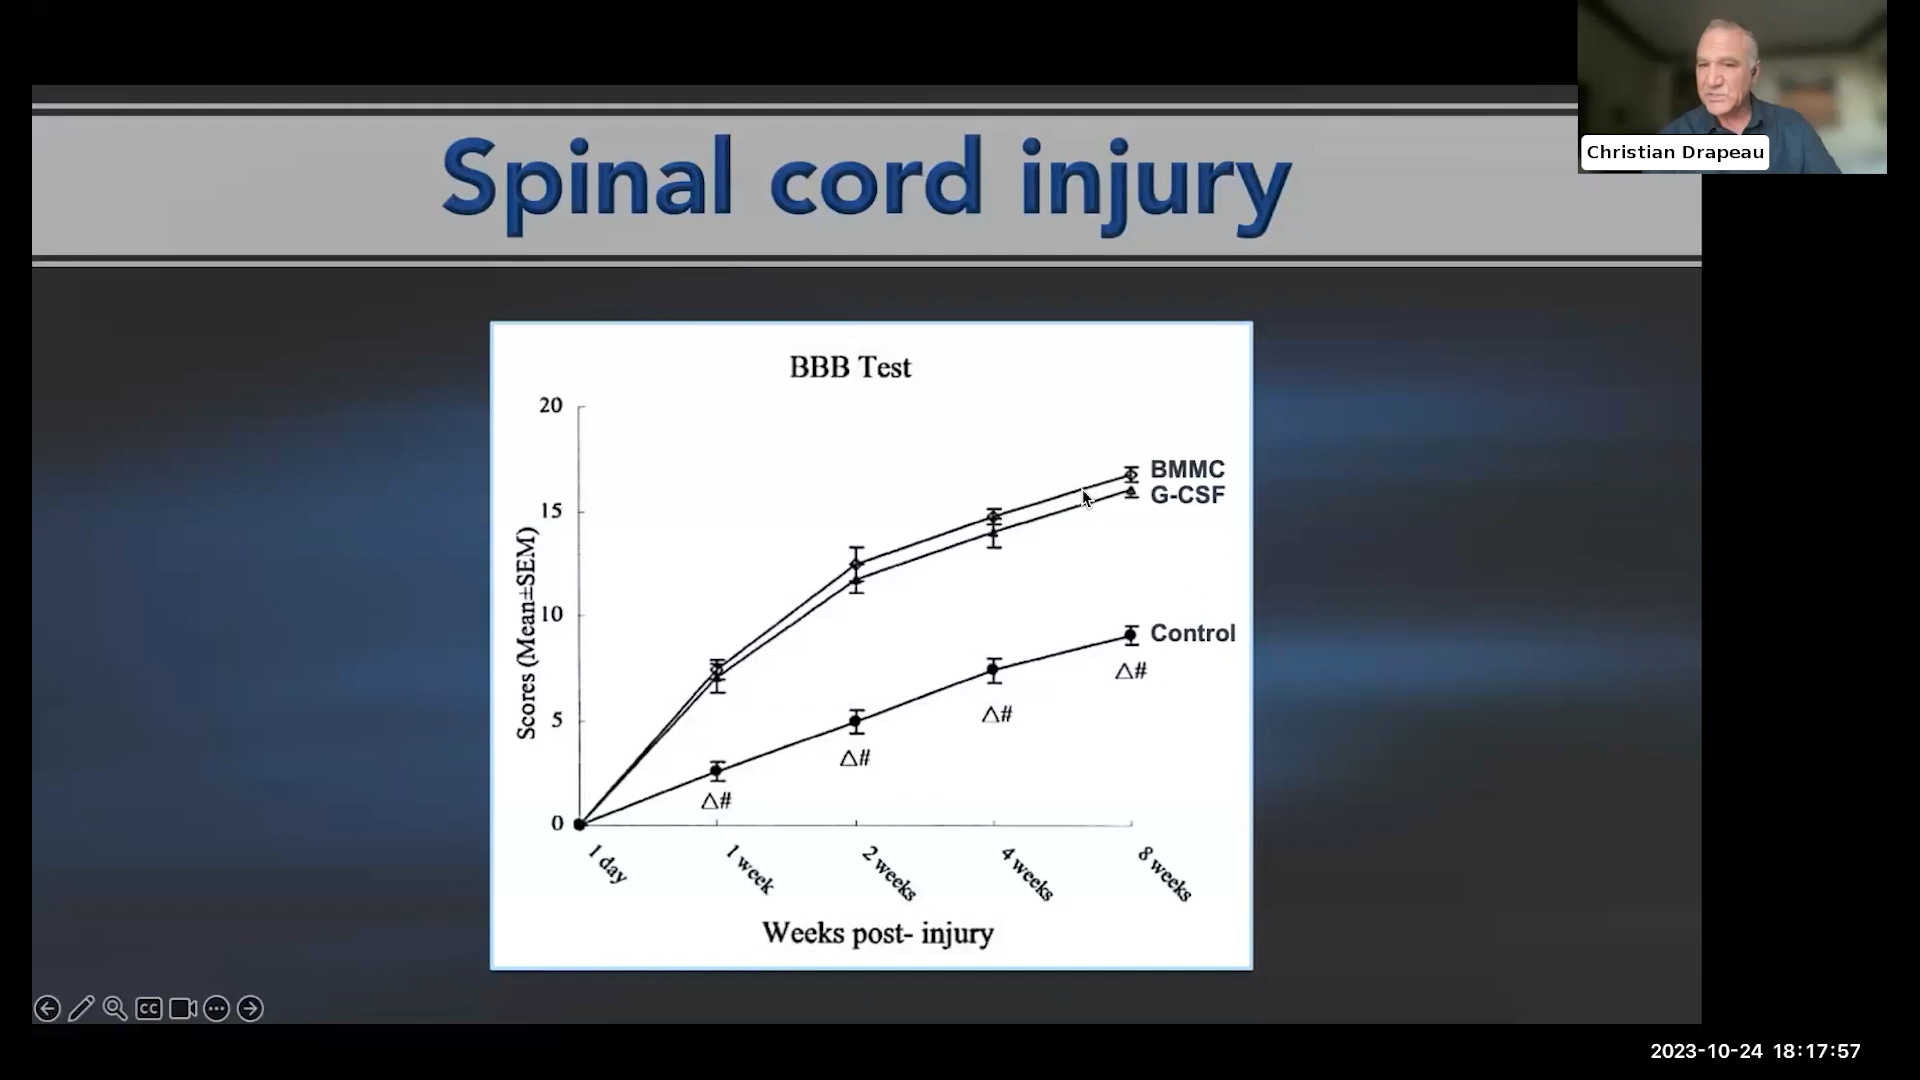 Christian Drapeau
Spinal cord injury
BBB Test
Scores (Mean±SEM)
20
15
10
5
0
BMMC
G-CSF
Control
△#
△#
△#
△#
1 day
1 week
2 weeks
4 weeks
8 weeks
Weeks post- injury
CC
2023-10-24 18:17:57